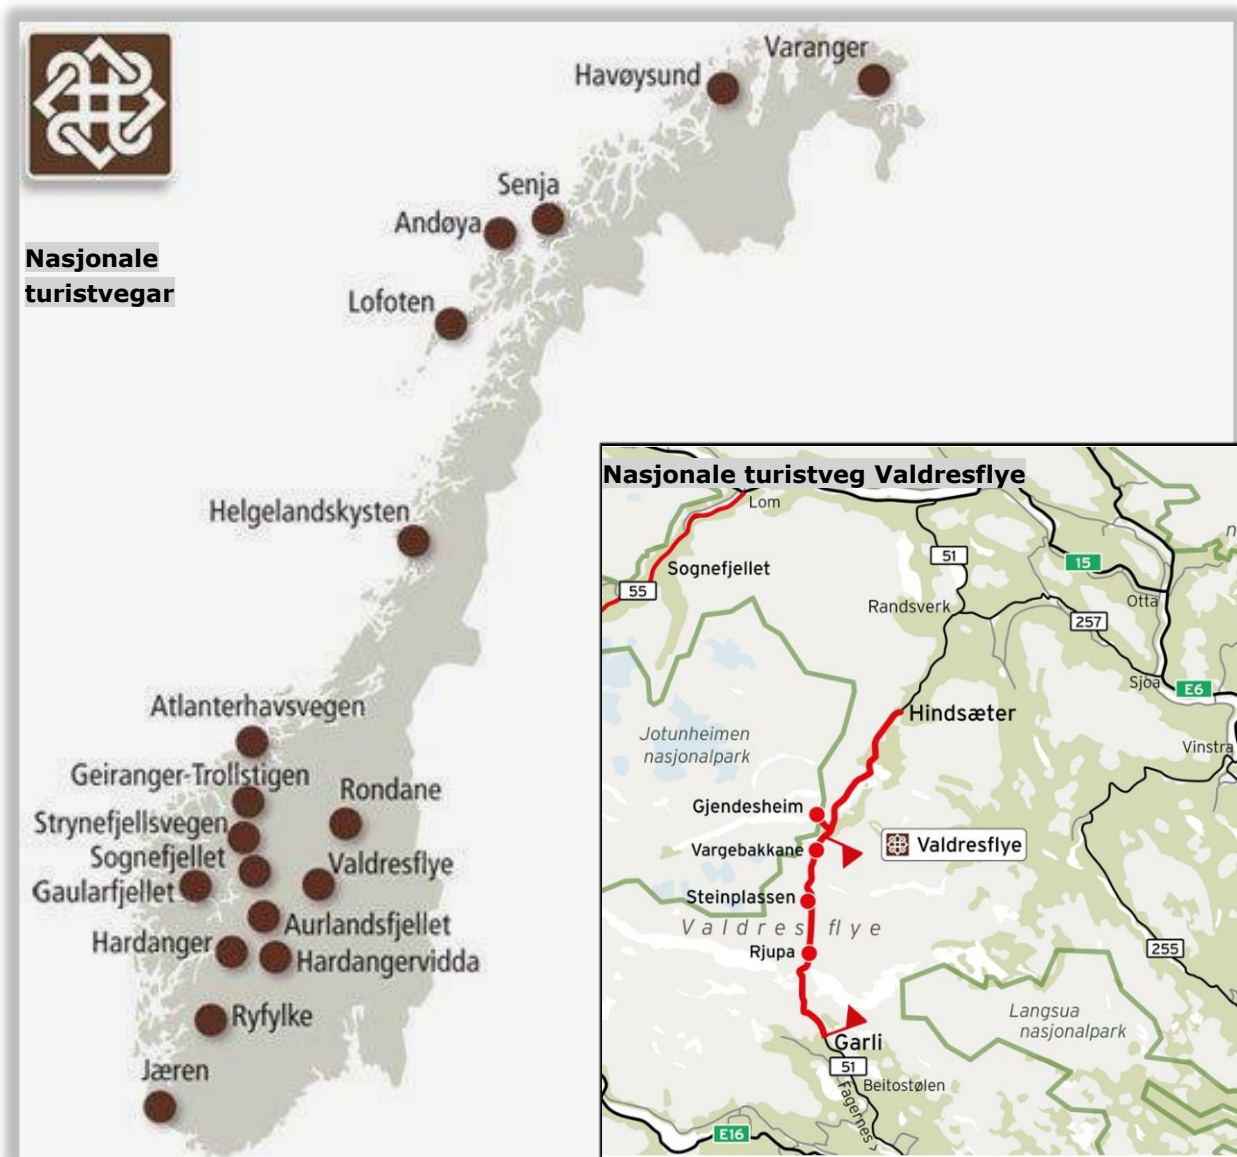 Varanger
Havøysund
Senja
Andøya
Nasjonale
turistvegar
Lofoten
Helgelandskysten
Atlanterhavsvegen
Geiranger-Trollstigen
Rondane
Strynefjellsvegen
Sognefjellet
Valdresflye
Gaularfjellet
Aurlandsfjellet
Hardanger
Hardangervidda
Ryfylke
Jæren
Nasjonale turistveg Valdresflye
Lom
51
15
Sognefjellet
55
Randsverk
Otta
257
Sjoa
E6
Hindsæter
Jotunheimen
nasjonalpark
Vinstra
Gjendesheim
Valdresflye
Vargebakkane
Steinplassen
Valdresflye
Rjupa
255
Langsua
nasjonalpark
Garli
51
Beitostølen
Fagernes >
E16